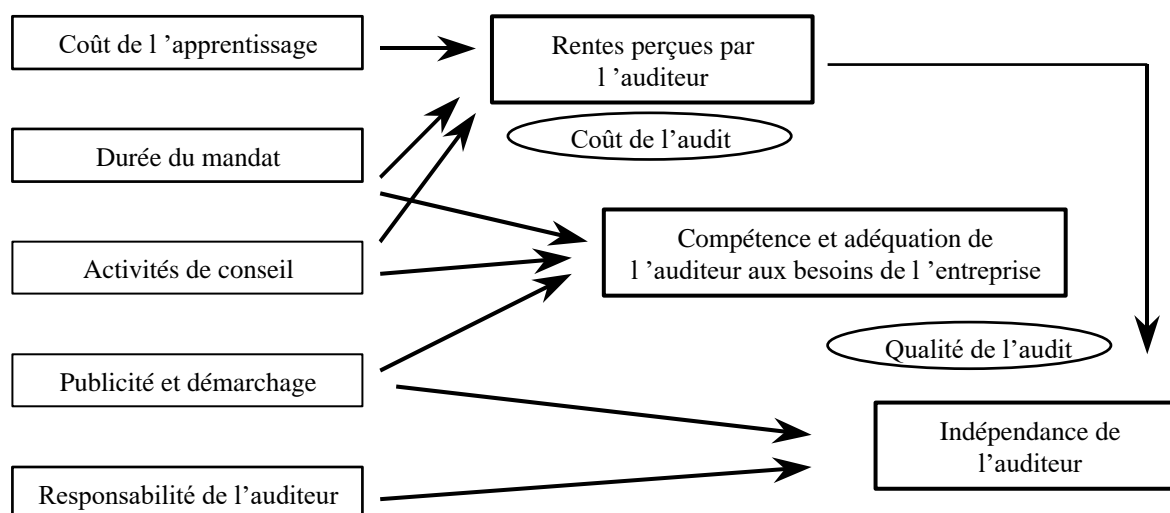 Coût de l ’apprentissage
Rentes perçues par
l ’auditeur
Coût de l’audit
Durée du mandat
Compétence et adéquation de
l ’auditeur aux besoins de l ’entreprise
Activités de conseil
Qualité de l’audit
Publicité et démarchage
Indépendance de
l’auditeur
Responsabilité de l’auditeur